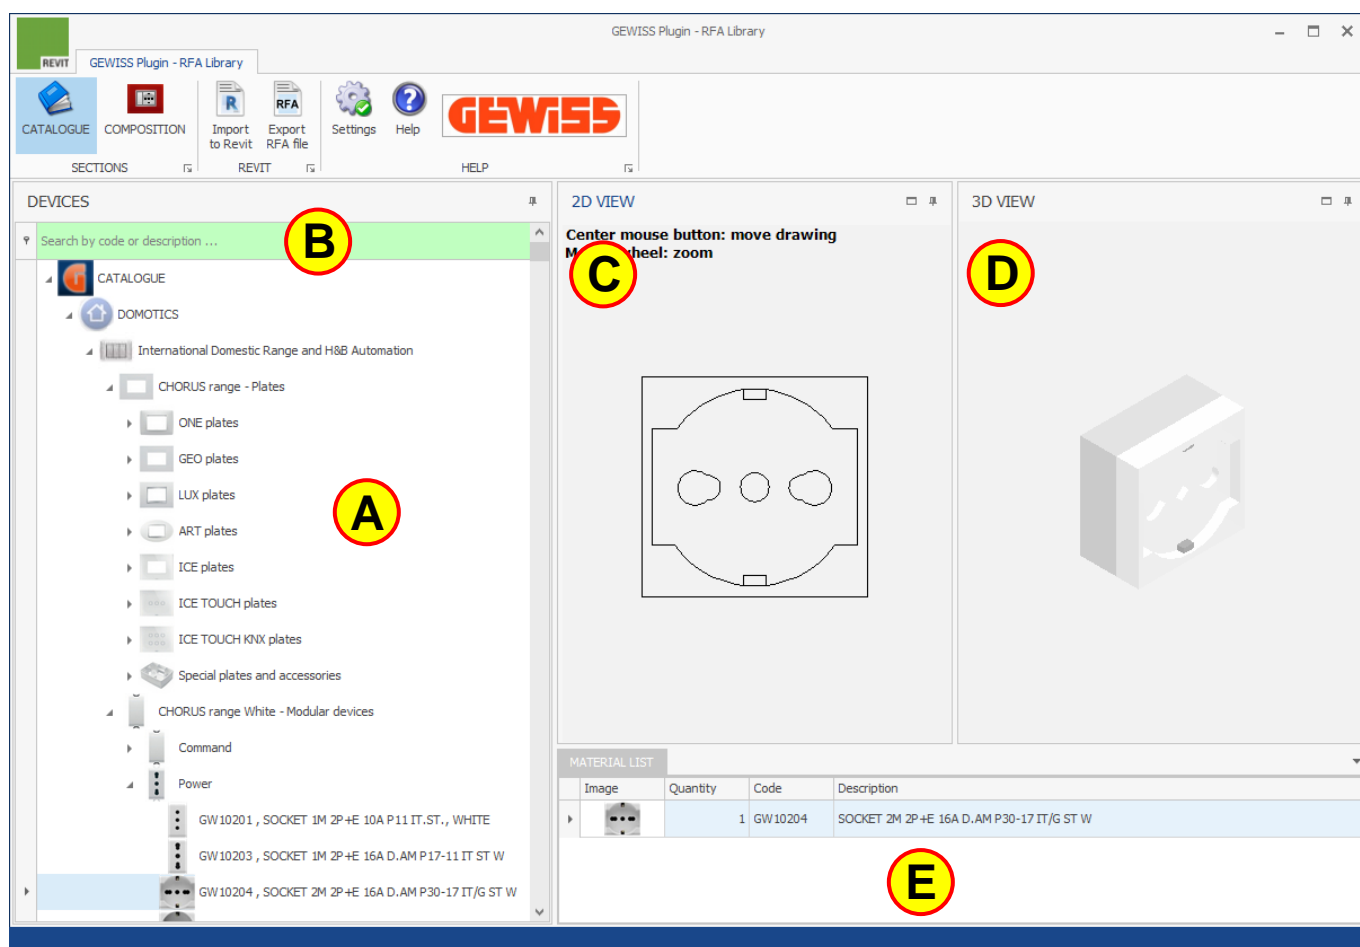 GEWISS Plugin - RFA Library
REVIT
GEWISS Plugin - RFA Library
CATALOGUE
COMPOSITION
Import
to Revit
R
Export
RFA file
RFA
Settings
Help
GEWISS
SECTIONS
REVIT
HELP
DEVICES
Search by code or description ...
B
CATALOGUE
DOMOTICS
International Domestic Range and H&B Automation
CHORUS range - Plates
ONE plates
GEO plates
LUX plates
A
ART plates
ICE plates
ICE TOUCH plates
ICE TOUCH KNX plates
Special plates and accessories
CHORUS range White - Modular devices
Command
Power
GW10201 , SOCKET 1M 2P+E 10A P11 IT.ST., WHITE
GW10203 , SOCKET 1M 2P+E 16A D.AM P17-11 IT ST W
GW10204 , SOCKET 2M 2P+E 16A D.AM P30-17 IT/G ST W
2D VIEW
Center mouse button: move drawing
zoom
C
3D VIEW
D
MATERIAL LIST
Image Quantity Code Description
1 GW10204 SOCKET 2M 2P+E 16A D.AM P30-17 IT/G ST W
E